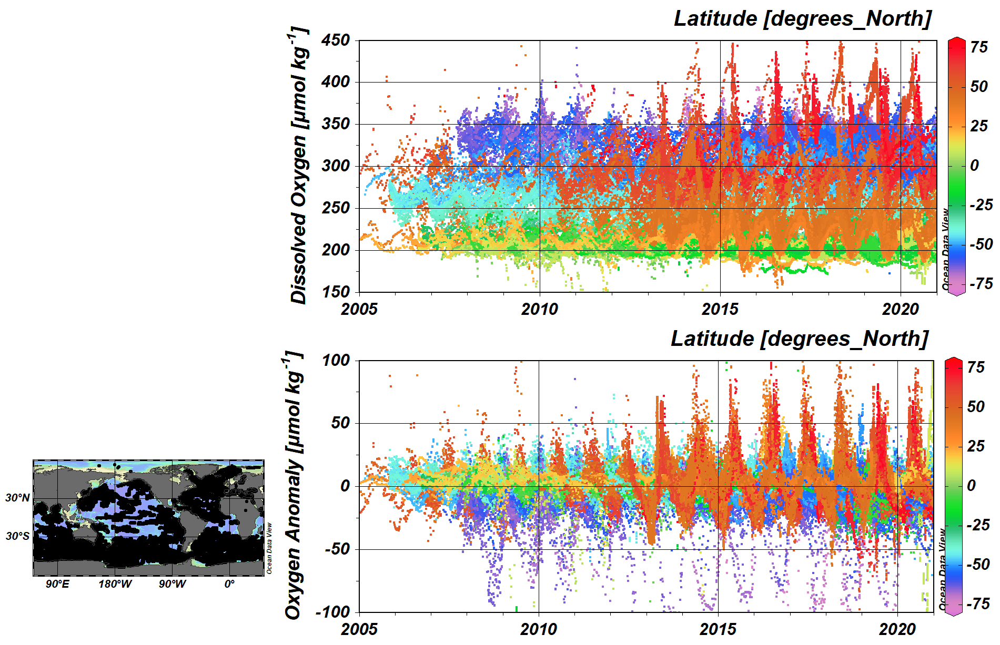 Latitude [degrees_North]
Dissolved Oxygen [µmol kg-1]
450
400
350
300
250
200
150
2005
2010
2015
2020
75
50
25
0
-25
-50
-75
Ocean Data View
Latitude [degrees_North]
Oxygen Anomaly [µmol kg-1]
100
50
0
-50
-100
2005
2010
2015
2020
75
50
25
0
-25
-50
-75
Ocean Data View
30°N
30°S
90°E
180°W
90°W
0°
Ocean Data View